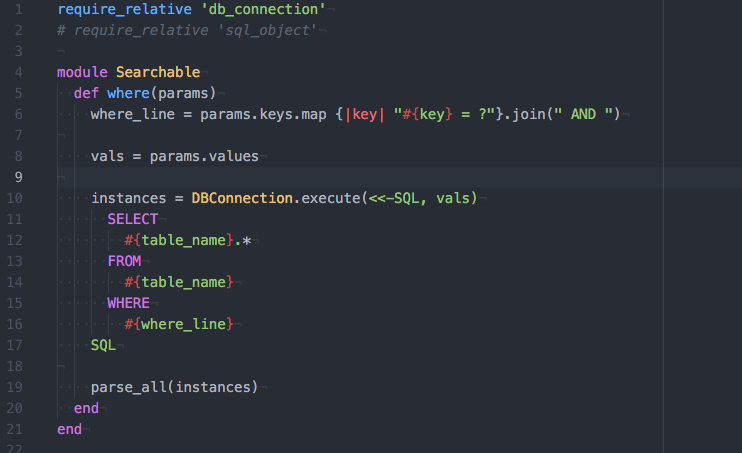 1 require_relative 'db_connection'
2 # require_relative 'sql_object'
3
4 module Searchable
5 def where(params)
6 where_line = params.keys.map {|key| "#{key} = ?"}.join(" AND ")
7
8 vals = params.values
9
10 instances = DBConnection.execute(<<-SQL, vals)
11 SELECT
12 #{table_name}.*
13 FROM
14 #{table_name}
15 WHERE
16 #{where_line}
17 SQL
18
19 parse_all(instances)
20 end
21 end
22